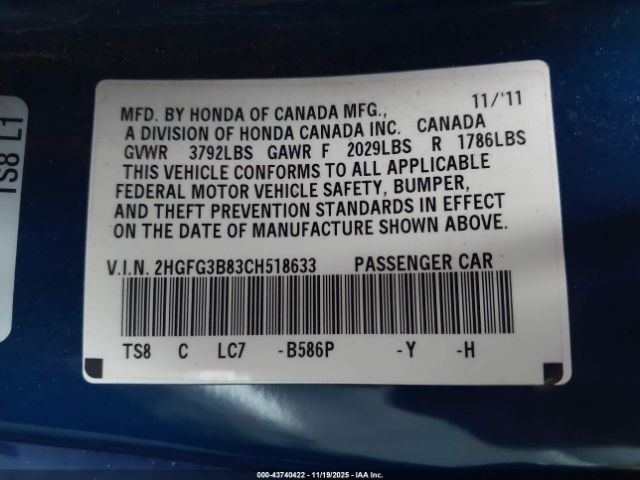 TS8 L1
MFD. BY HONDA OF CANADA MFG., 11/'11
A DIVISION OF HONDA CANADA INC. CANADA
GVWR 3792LBS GAWR F 2029LBS R 1786LBS
THIS VEHICLE CONFORMS TO ALL APPLICABLE
FEDERAL MOTOR VEHICLE SAFETY, BUMPER,
AND THEFT PREVENTION STANDARDS IN EFFECT
ON THE DATE OF MANUFACTURE SHOWN ABOVE.
V.I.N. 2HGFG3B83CH518633 PASSENGER CAR
TS8 C LC7 -B586P -Y -H
000-43740422 - 11/19/2025 - IAAI, Inc.